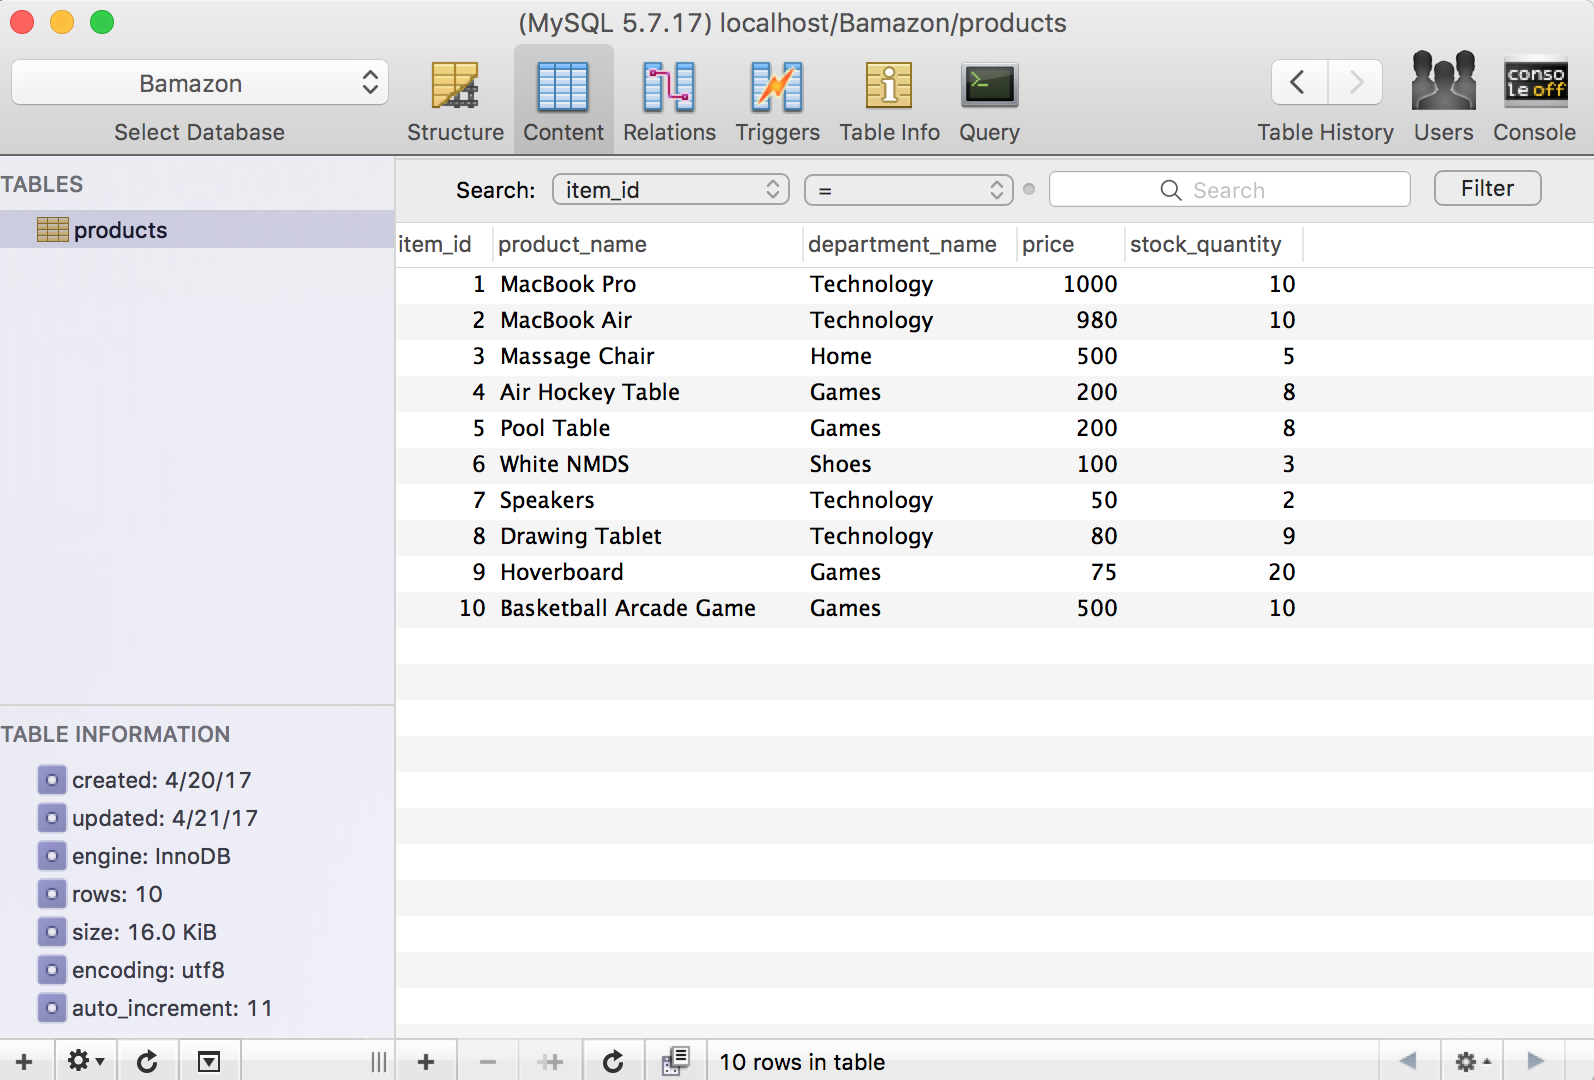 (MySQL 5.7.17) localhost/Bamazon/products
Bamazon
Select Database
Structure
Content
Relations
Triggers
Table Info
Query
Table History
Users
conso
leoff
Console
TABLES
products
Search: item_id = Search Filter
item_id product_name department_name price stock_quantity
1 MacBook Pro Technology 1000 10
2 MacBook Air Technology 980 10
3 Massage Chair Home 500 5
4 Air Hockey Table Games 200 8
5 Pool Table Games 200 8
6 White NMDS Shoes 100 3
7 Speakers Technology 50 2
8 Drawing Tablet Technology 80 9
9 Hoverboard Games 75 20
10 Basketball Arcade Game Games 500 10
TABLE INFORMATION
created: 4/20/17
updated: 4/21/17
engine: InnoDB
rows: 10
size: 16.0 KiB
encoding: utf8
auto_increment: 11
10 rows in table